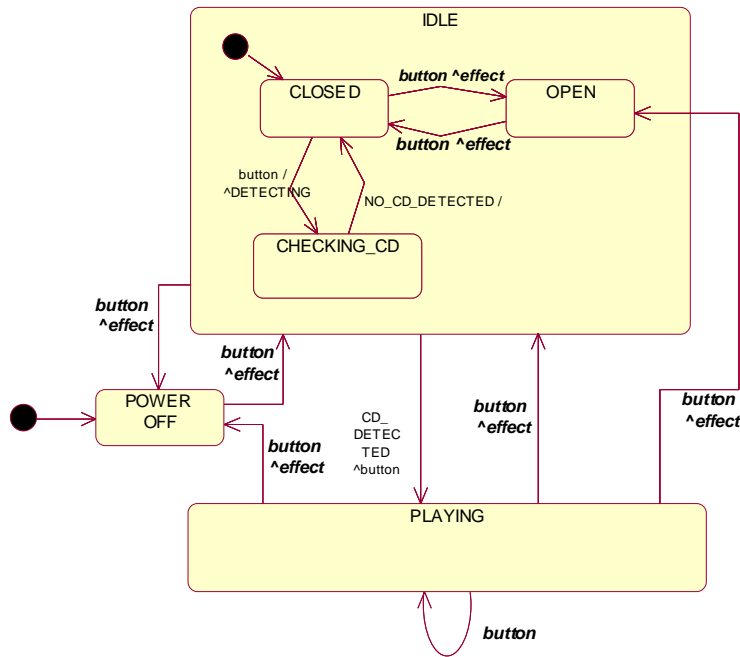 IDLE
CLOSED
button ^effect
OPEN
button ^effect
button /
^DETECTING
NO_CD_DETECTED /
CHECKING_CD
button
^effect
button
^effect
POWER
OFF
CD_
DETEC
TED
^button
button
^effect
button
^effect
button
^effect
PLAYING
button